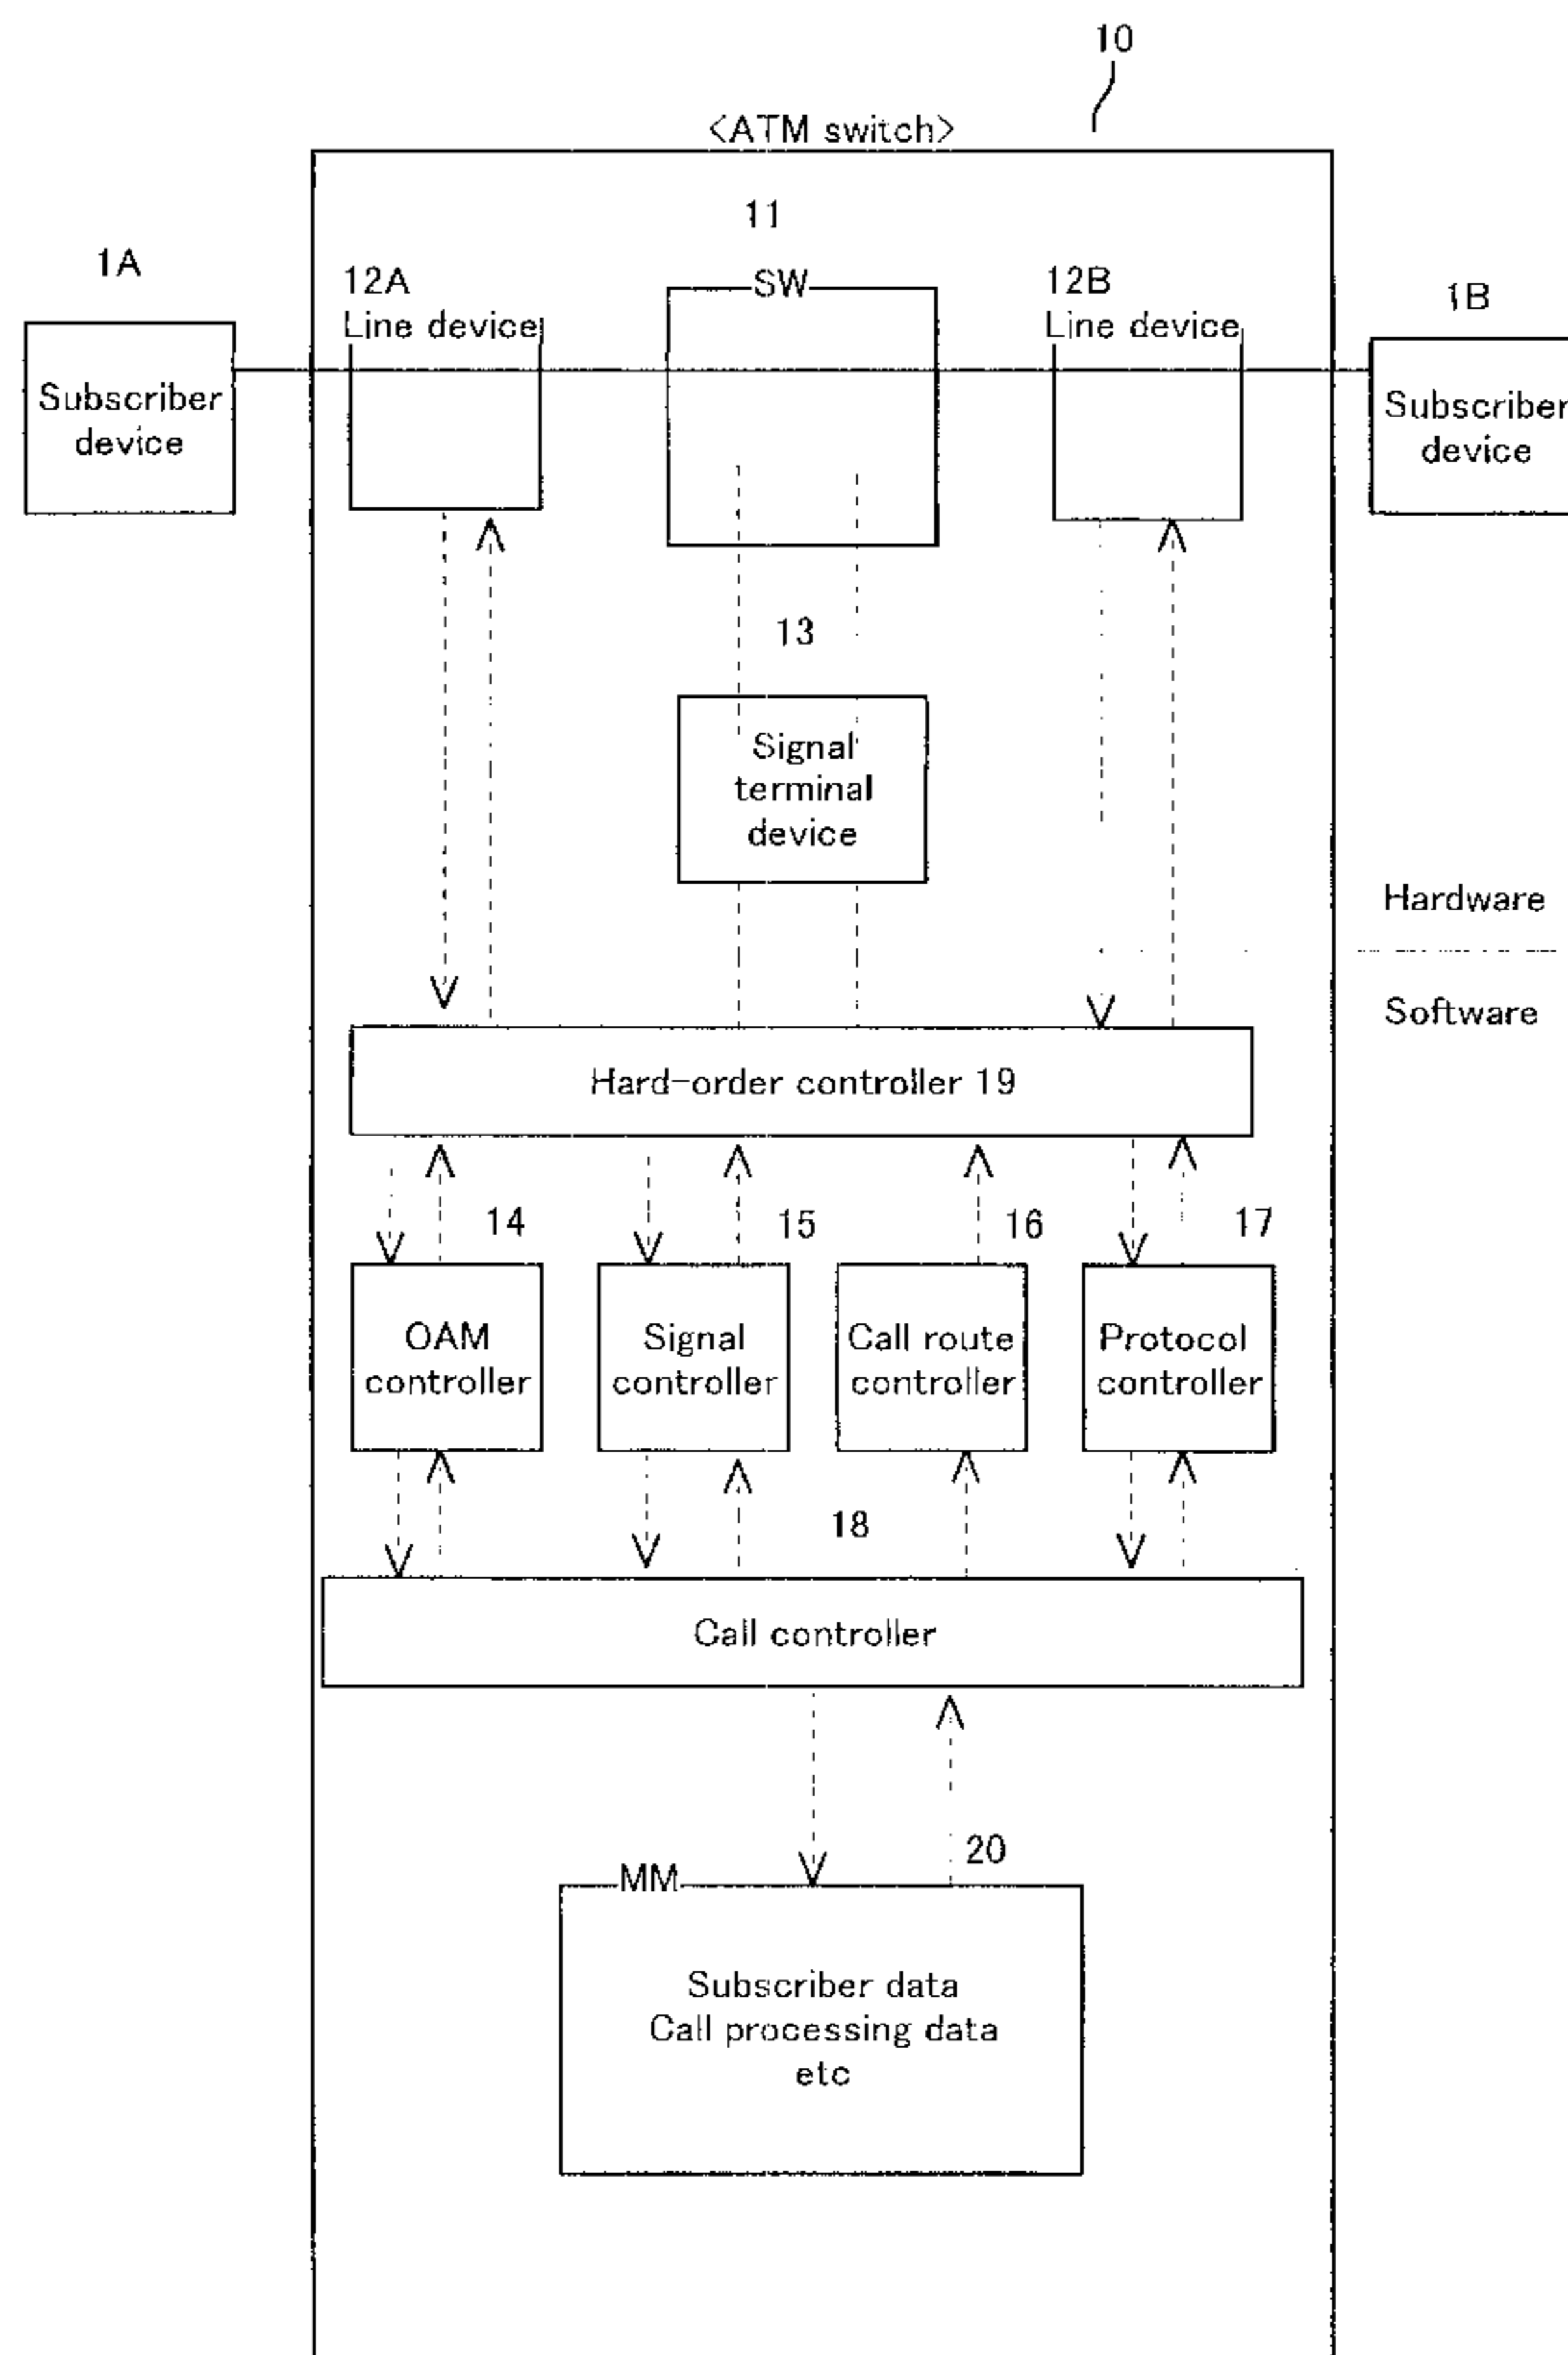 10
<ATM switch>
11
1A
12A
Line device
SW
12B
Line device
1B
Subscriber
device
Subscriber
device
13
Signal
terminal
device
Hardware
Software
Hard-order controller 19
14
15
16
17
OAM
controller
Signal
controller
Call route
controller
Protocol
controller
18
Call controller
20
MM
Subscriber data
Call processing data
etc